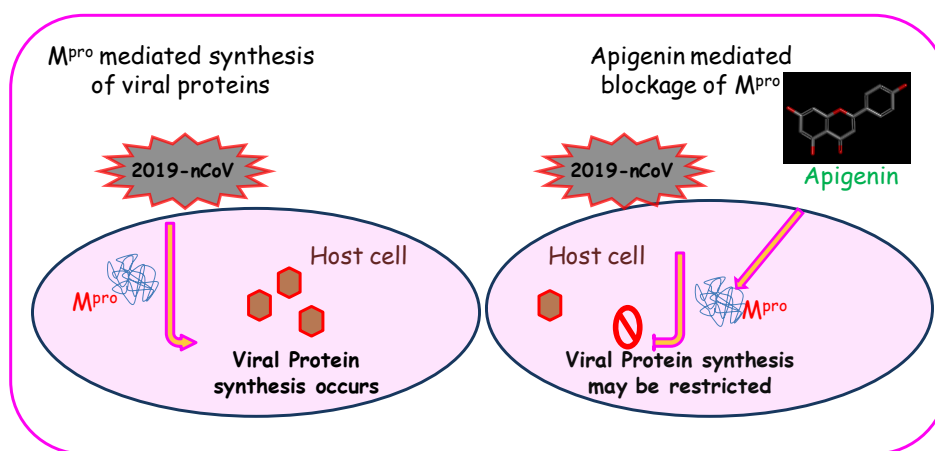 Mpro mediated synthesis
of viral proteins
2019-nCoV
Host cell
Mpro
Viral Protein
synthesis occurs
Apigenin mediated
blockage of Mpro
Apigenin
2019-nCoV
Host cell
Mpro
Viral Protein synthesis
may be restricted